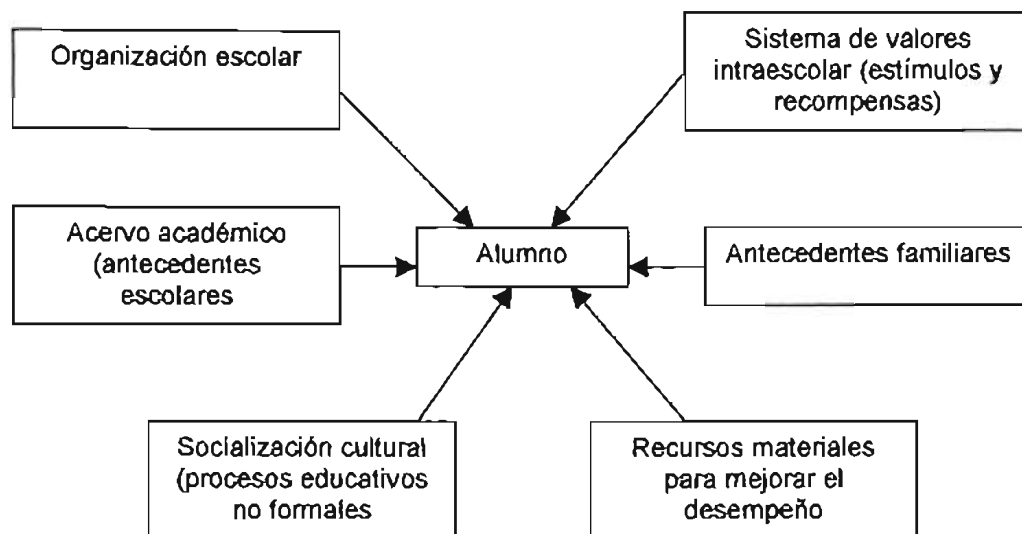 Organización escolar
Sistema de valores
intraescolar (estímulos y
recompensas)
Acervo académico
(antecedentes
escolares
Alumno
Antecedentes familiares
Socialización cultural
(procesos educativos
no formales
Recursos materiales
para mejorar el
desempeño